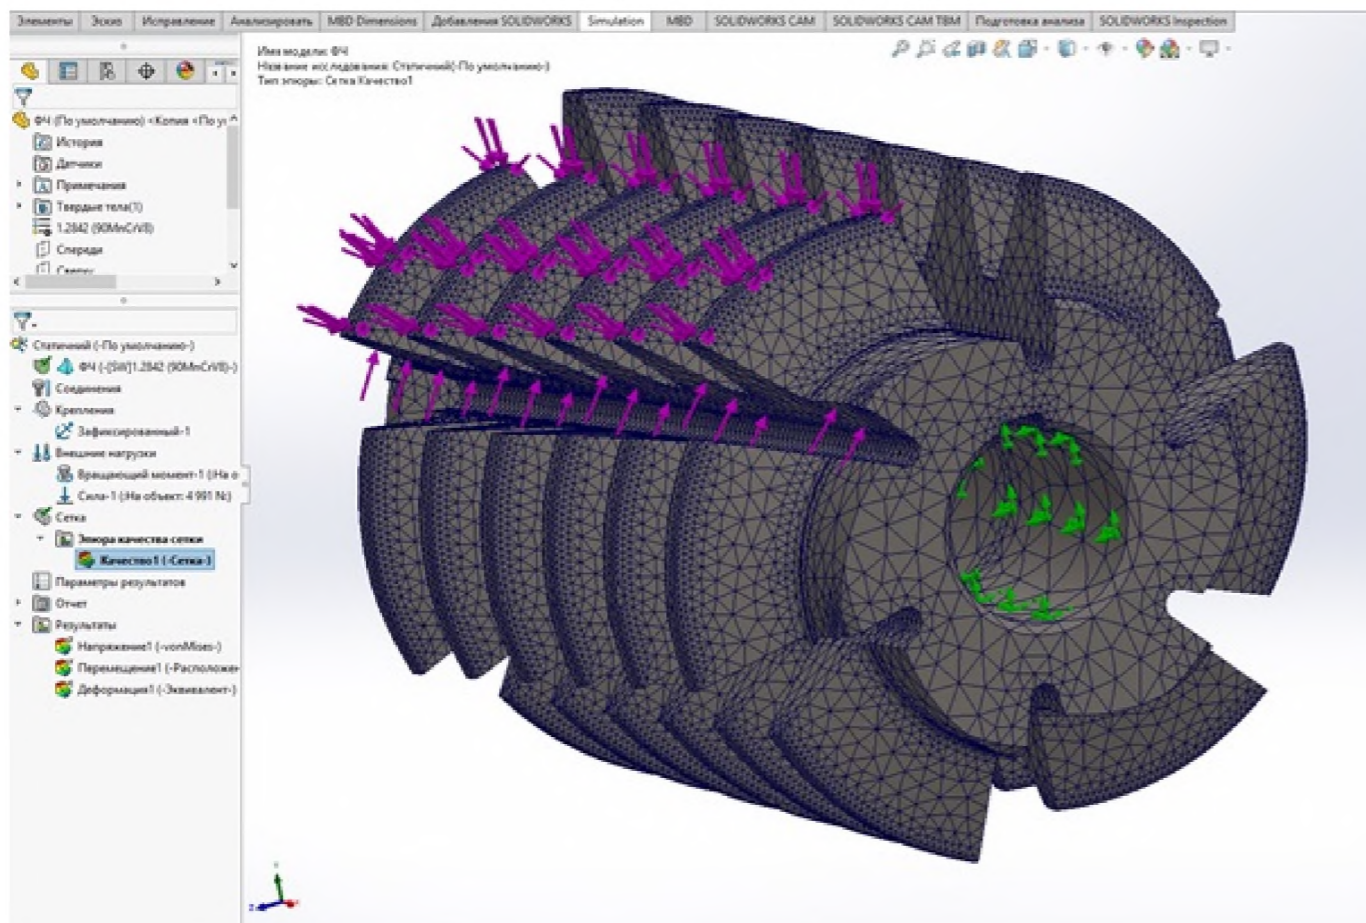 Элементы Эскиз Исправление Анализировать MBD Dimensions Добавления SOLIDWORKS Simulation MBD SOLIDWORKS CAM SOLIDWORKS CAM TBM Подготовка анализа SOLIDWORKS Inspection
Имя модели: ФЧ
Название исследования: Статичний(-По умолчанию-)
Тип эпюры: Сетка Качество1
ФЧ (По умолчанию) <Копия <По у
История
Датчики
Примечания
Твердые тела(1)
1.2842 (90MnCrV8)
Спереди
Сверху
Статичний (-По умолчанию-)
ФЧ (-[SW]1.2842 (90MnCrV8)-)
Соединения
Крепления
Зафиксированный-1
Внешние нагрузки
Вращающий момент-1 (:На о
Сила-1 (:На объект: 4 991 N:)
Сетка
Эпюра качества сетки
Качество1 (-Сетка-)
Параметры результатов
Отчет
Результаты
Напряжение1 (-vonMises-)
Перемещение1 (-Расположен
Деформация1 (-Эквивалент-)